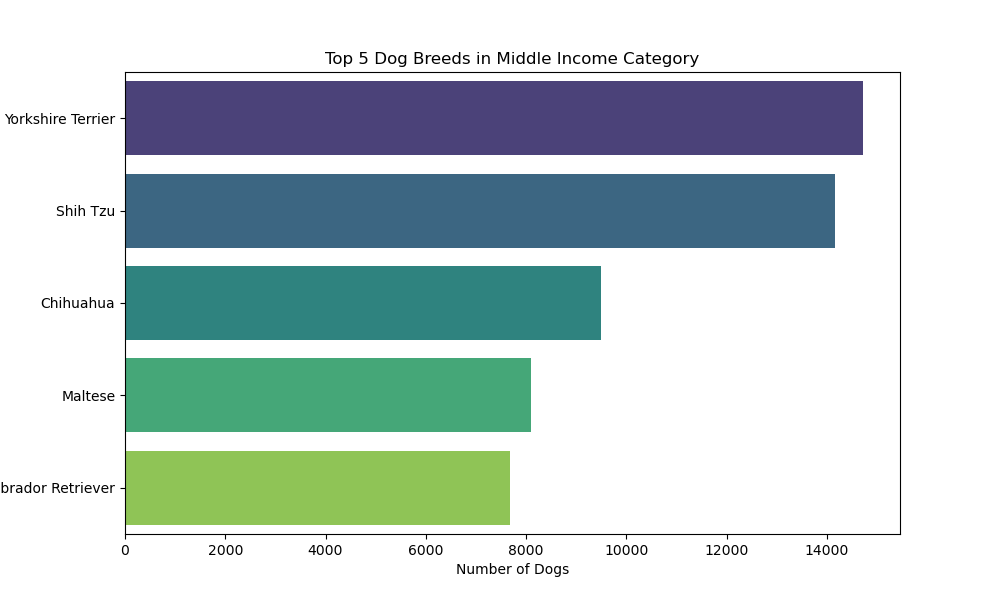 Top 5 Dog Breeds in Middle Income Category
Yorkshire Terrier
Shih Tzu
Chihuahua
Maltese
brador Retriever
0 2000 4000 6000 8000 10000 12000 14000
Number of Dogs